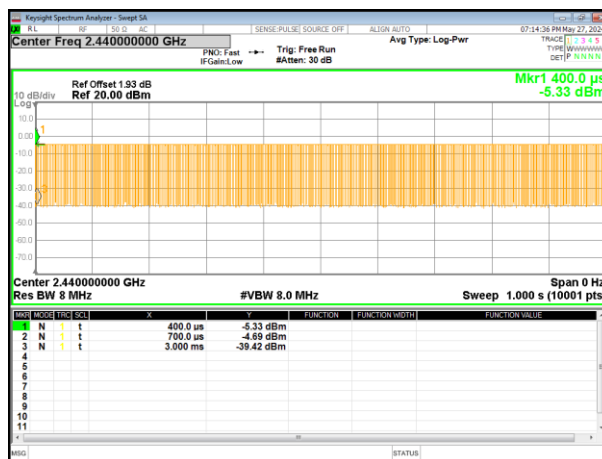 Keysight Spectrum Analyzer - Swept SA
RL RF 50 Ω AC SENSE:PULSE SOURCE OFF ALIGN AUTO 07:14:36 PM May 27, 202
Center Freq 2.440000000 GHz
PNO: Fast
IFGain:Low
Trig: Free Run
#Atten: 30 dB
Avg Type: Log-Pwr
TRACE 1 2 3 4 5
TYPE WWWWWW
DET P N N N N
Ref Offset 1.93 dB
10 dB/div Ref 20.00 dBm
Mkr1 400.0 µs
-5.33 dBm
Log
10.0
0.00
-10.0
-20.0
-30.0
-40.0
-50.0
-60.0
-70.0
1
3
Center 2.440000000 GHz
Span 0 Hz
Res BW 8 MHz #VBW 8.0 MHz Sweep 1.000 s (10001 pts)
MKR MODE TRC SCL X Y FUNCTION FUNCTION WIDTH FUNCTION VALUE
1 N 1 t 400.0 µs -5.33 dBm
2 N 1 t 700.0 µs -4.69 dBm
3 N 1 t 3.000 ms -39.42 dBm
4
5
6
7
8
9
10
11
MSG STATUS